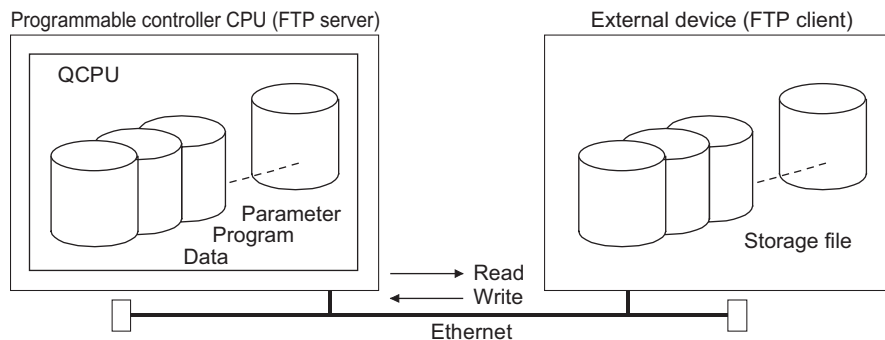 Programmable controller CPU (FTP server)
External device (FTP client)
QCPU
Parameter
Program
Data
Storage file
Read
Write
Ethernet